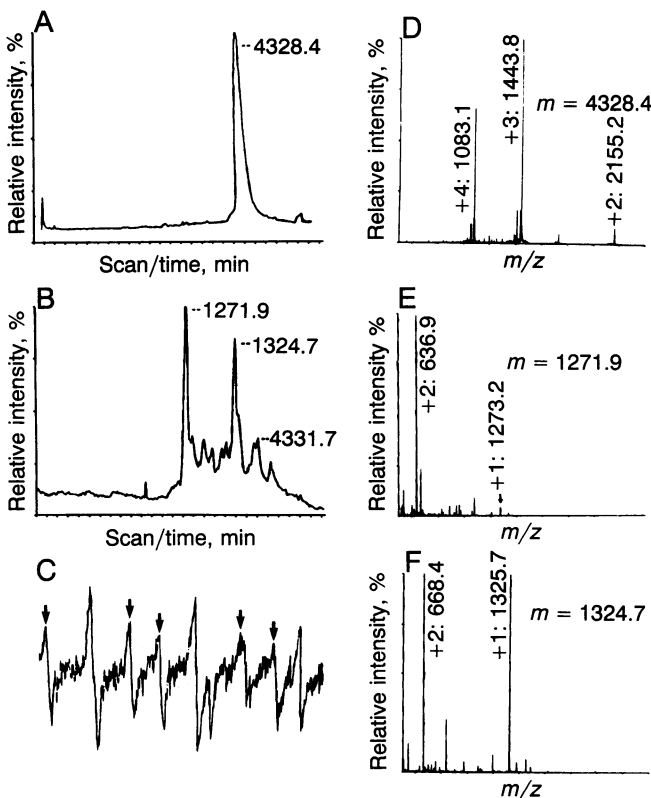 A
Relative intensity, %
4328.4
Scan/time, min
B
Relative intensity, %
1271.9
1324.7
4331.7
Scan/time, min
C
D
Relative intensity, %
+4: 1083.1
+3: 1443.8
m = 4328.4
+2: 2155.2
m/z
E
Relative intensity %
+2: 636.9
+1: 1273.2
m = 1271.9
m/z
F
Relative intensity, %
+2: 668.4
+1: 1325.7
m = 1324.7
m/z